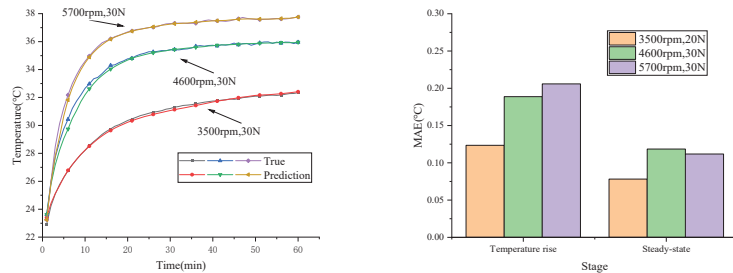 5700rpm,30N
4600rpm,30N
3500rpm,30N
True
Prediction
38
36
34
32
30
28
26
24
22
0
10
20
30
40
50
60
Temperature(°C)
Time(min)
3500rpm,20N
4600rpm,30N
5700rpm,30N
0.30
0.25
0.20
0.15
0.10
0.05
0.00
MAE(°C)
Temperature rise
Steady-state
Stage